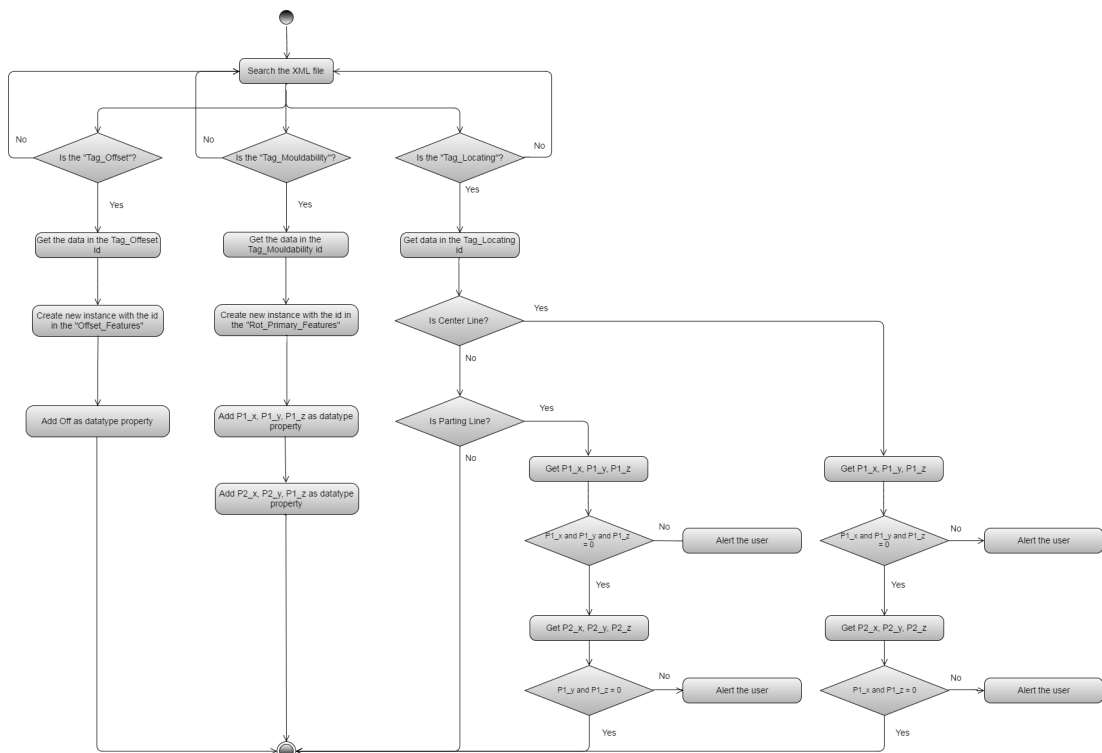 Search the XML file
No
No
No
Is the "Tag_Offset"?
Is the "Tag_Mouldability"?
Is the "Tag_Locating"?
Yes
Yes
Yes
Get the data in the Tag_Offeset
id
Get the data in the
Tag_Mouldability id
Get data in the Tag_Locating
id
Create new instance with the id
in the "Offset_Features"
Create new instance with the id in
the "Rot_Primary_Features"
Is Center Line?
Yes
No
Add Off as datatype property
Add P1_x, P1_y, P1_z as datatype
property
Is Parting Line?
Yes
No
Add P2_x, P2_y, P1_z as datatype
property
Get P1_x, P1_y, P1_z
Get P1_x, P1_y, P1_z
P1_x and P1_y and P1_z
= 0
No
Alert the user
P1_x and P1_y and P1_z
= 0
No
Alert the user
Yes
Yes
Get P2_x, P2_y, P2_z
Get P2_x, P2_y, P2_z
P1_y and P1_z = 0
No
Alert the user
P1_x and P1_z = 0
No
Alert the user
Yes
Yes